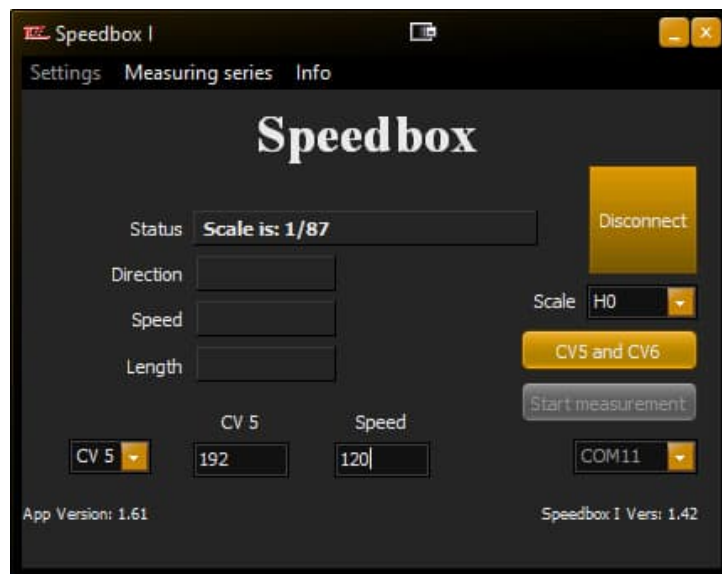 Speedbox I
Settings Measuring series Info
Speedbox
Disconnect
Status Scale is: 1/87
Direction
Scale H0
Speed
CV5 and CV6
Length
Start measurement
CV 5 Speed
CV 5 192 120 COM11
App Version: 1.61 Speedbox I Vers: 1.42